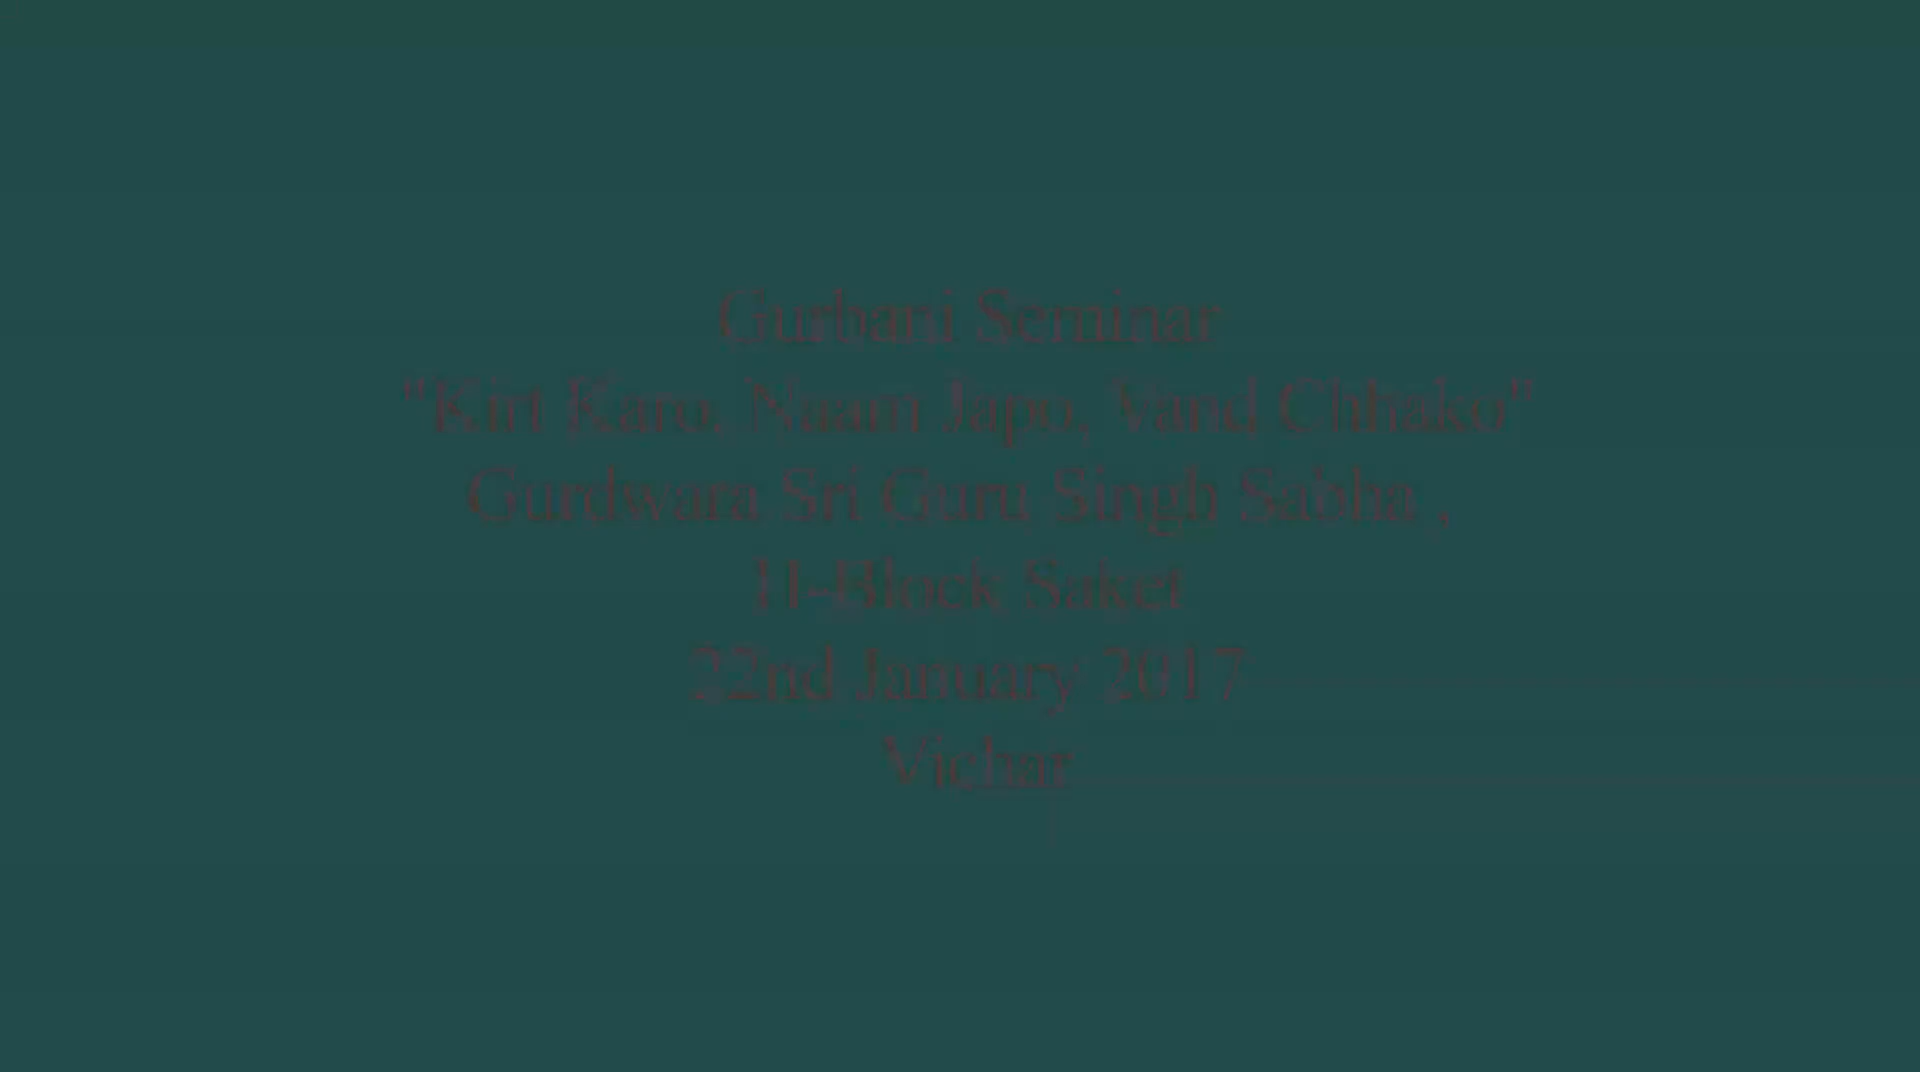 Gurbani Seminar
"Kirt Karo, Naam Japo, Vand Chhako"
Gurdwara Sri Guru Singh Sabha ,
H-Block Saket
22nd January 2017
Vichar